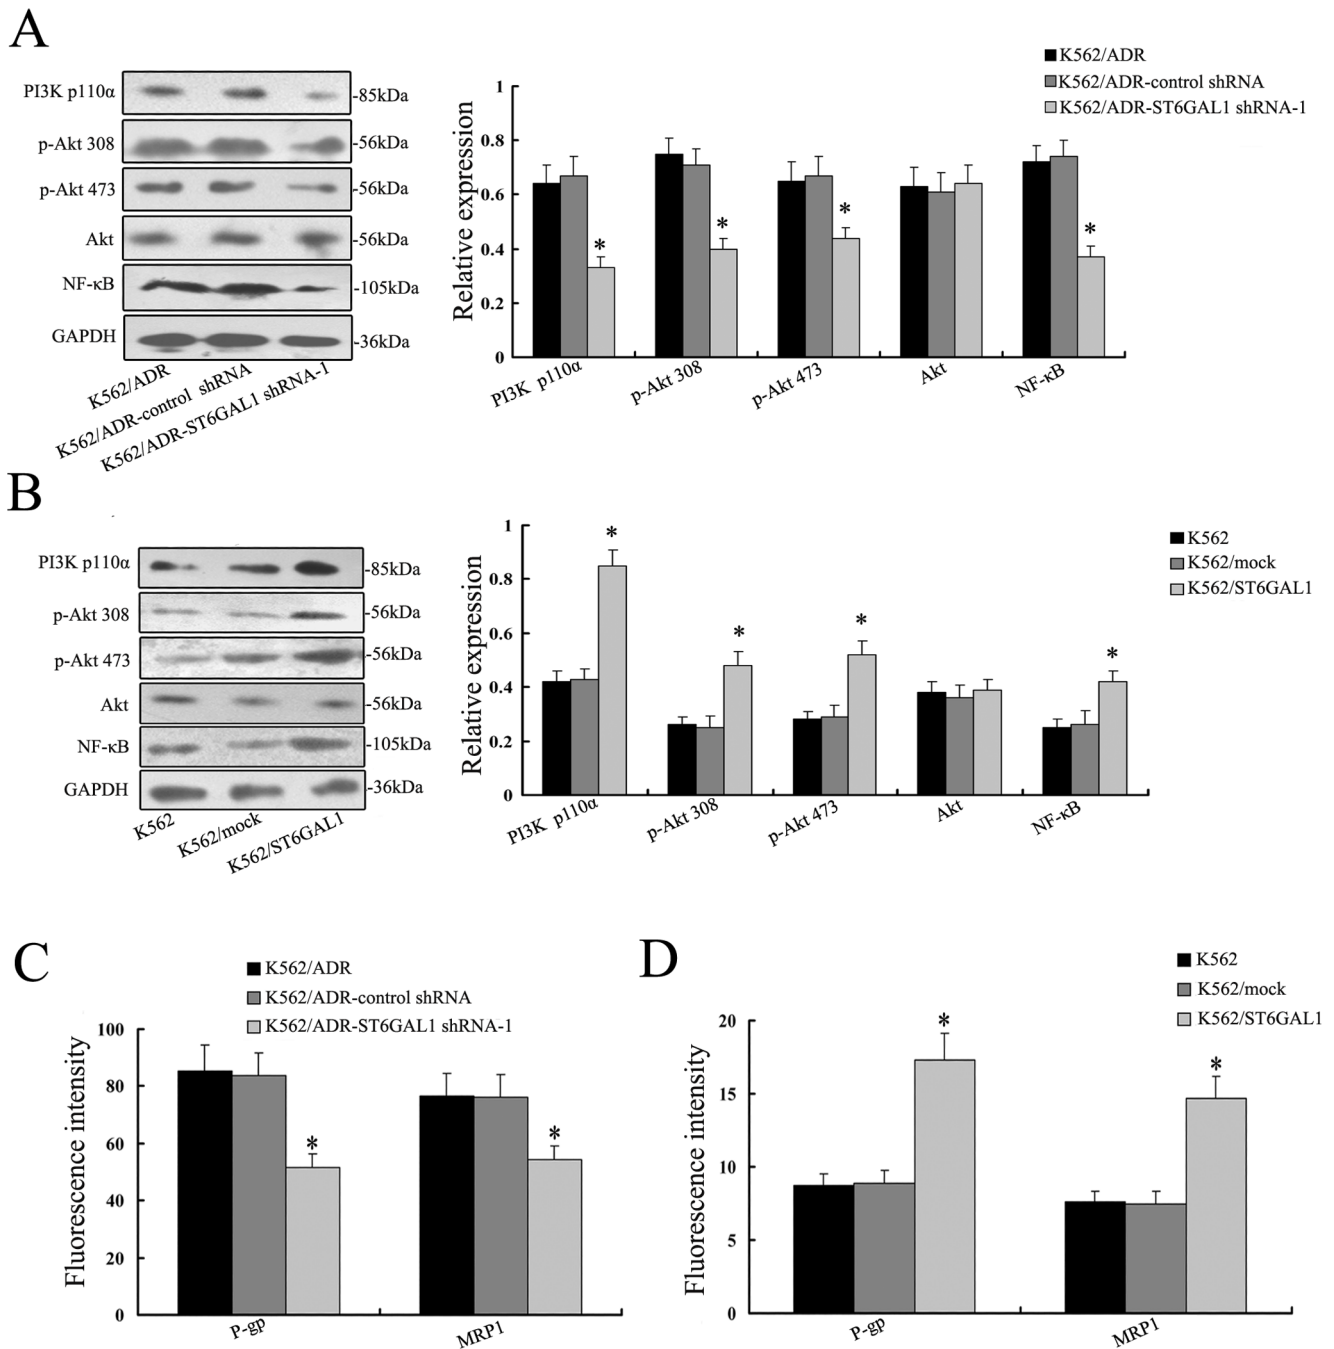 A
PI3K p110α
p-Akt 308
p-Akt 473
Akt
NF-κB
GAPDH
-85kDa
-56kDa
-56kDa
-56kDa
-105kDa
-36kDa
K562/ADR
K562/ADR-control shRNA
K562/ADR-ST6GAL1 shRNA-1
Relative expression
1
0.8
0.6
0.4
0.2
0
* * * *
PI3K p110α
p-Akt 308
p-Akt 473
Akt
NF-κB
K562/ADR
K562/ADR-control shRNA
K562/ADR-ST6GAL1 shRNA-1
B
PI3K p110α
p-Akt 308
p-Akt 473
Akt
NF-κB
GAPDH
-85kDa
-56kDa
-56kDa
-56kDa
-105kDa
-36kDa
K562
K562/mock
K562/ST6GAL1
Relative expression
1
0.8
0.6
0.4
0.2
0
* * * *
PI3K p110α
p-Akt 308
p-Akt 473
Akt
NF-κB
K562
K562/mock
K562/ST6GAL1
C
K562/ADR
K562/ADR-control shRNA
K562/ADR-ST6GAL1 shRNA-1
Fluorescence intensity
100
80
60
40
20
0
* *
P-gp
MRP1
D
K562
K562/mock
K562/ST6GAL1
Fluorescence intensity
20
15
10
5
0
* *
P-gp
MRP1